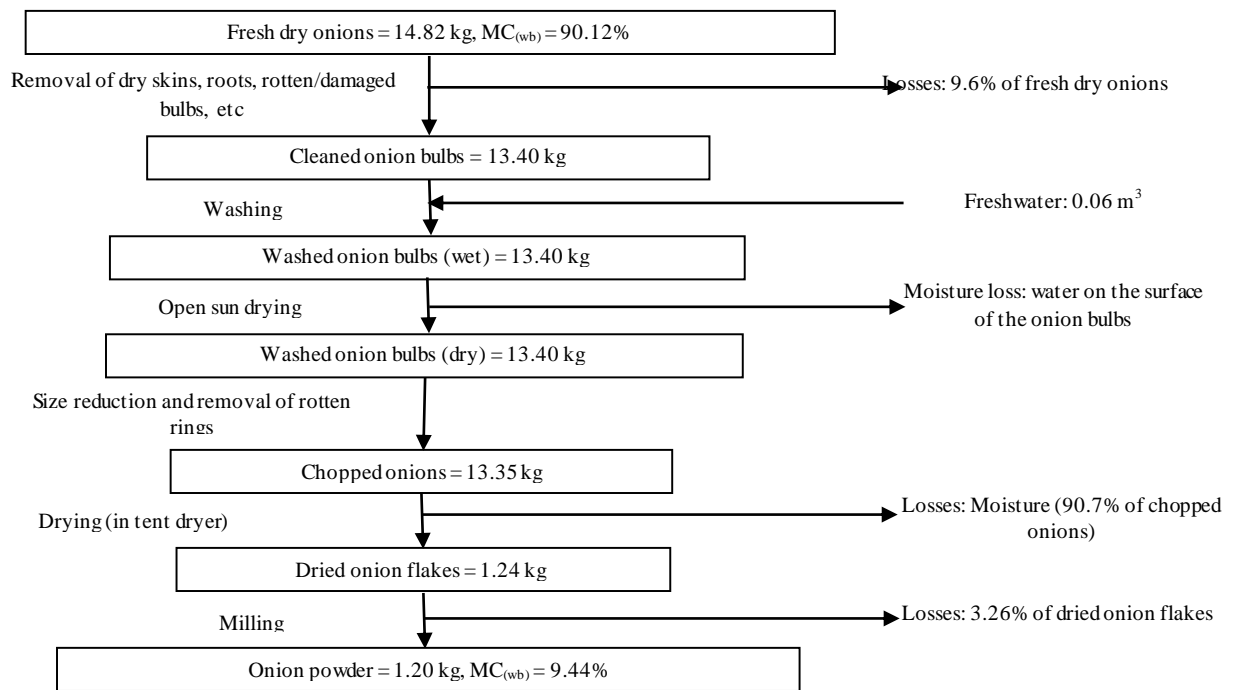 Fresh dry onions = 14.82 kg, MC(wb) = 90.12%
Removal of dry skins, roots, rotten/damaged
bulbs, etc
Losses: 9.6% of fresh dry onions
Cleaned onion bulbs = 13.40 kg
Washing
Freshwater: 0.06 m³
Washed onion bulbs (wet) = 13.40 kg
Open sun drying
Moisture loss: water on the surface
of the onion bulbs
Washed onion bulbs (dry) = 13.40 kg
Size reduction and removal of rotten
rings
Chopped onions = 13.35 kg
Drying (in tent dryer)
Losses: Moisture (90.7% of chopped
onions)
Dried onion flakes = 1.24 kg
Milling
Losses: 3.26% of dried onion flakes
Onion powder = 1.20 kg, MC(wb) = 9.44%